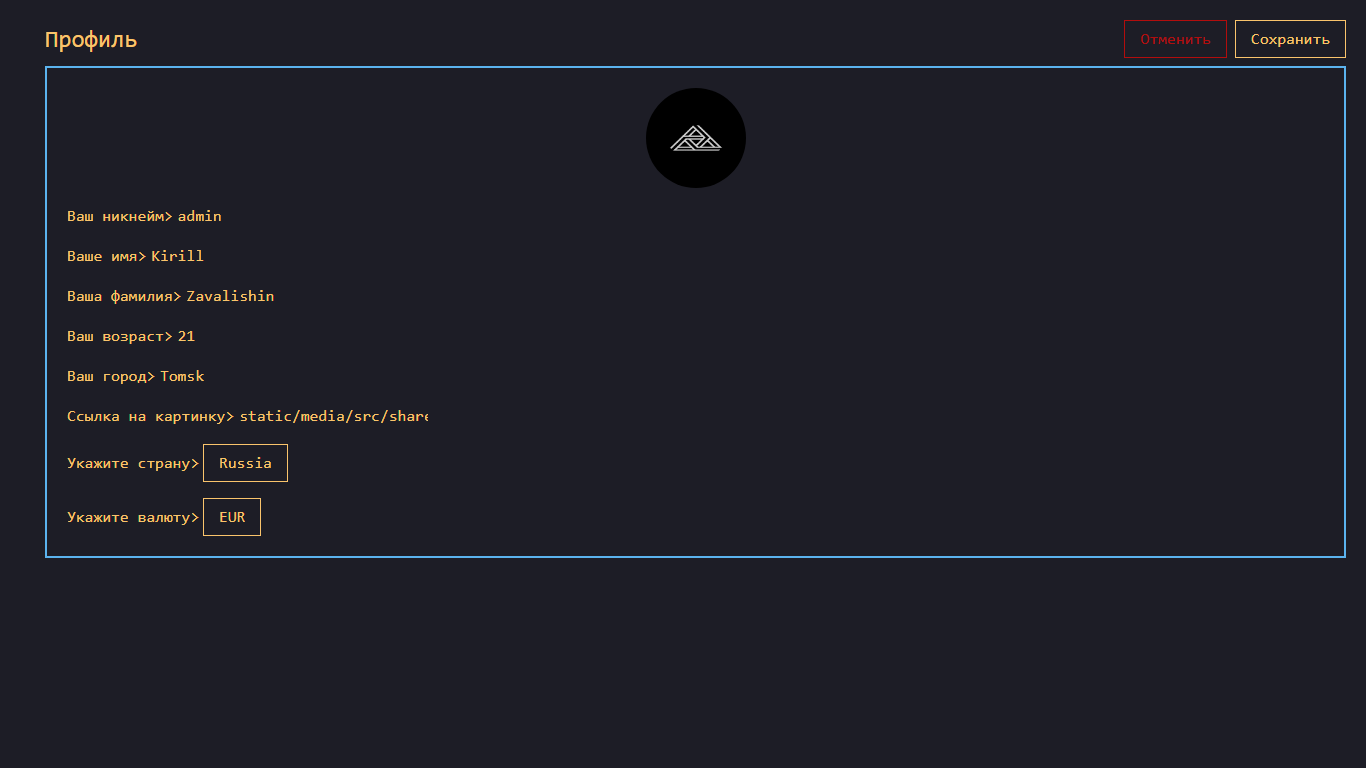 Профиль
Отменить
Сохранить
Ваш никнейм> admin
Ваше имя> Kirill
Ваша фамилия> Zavalishin
Ваш возраст> 21
Ваш город> Tomsk
Ссылка на картинку> static/media/src/share
Укажите страну> Russia
Укажите валюту> EUR